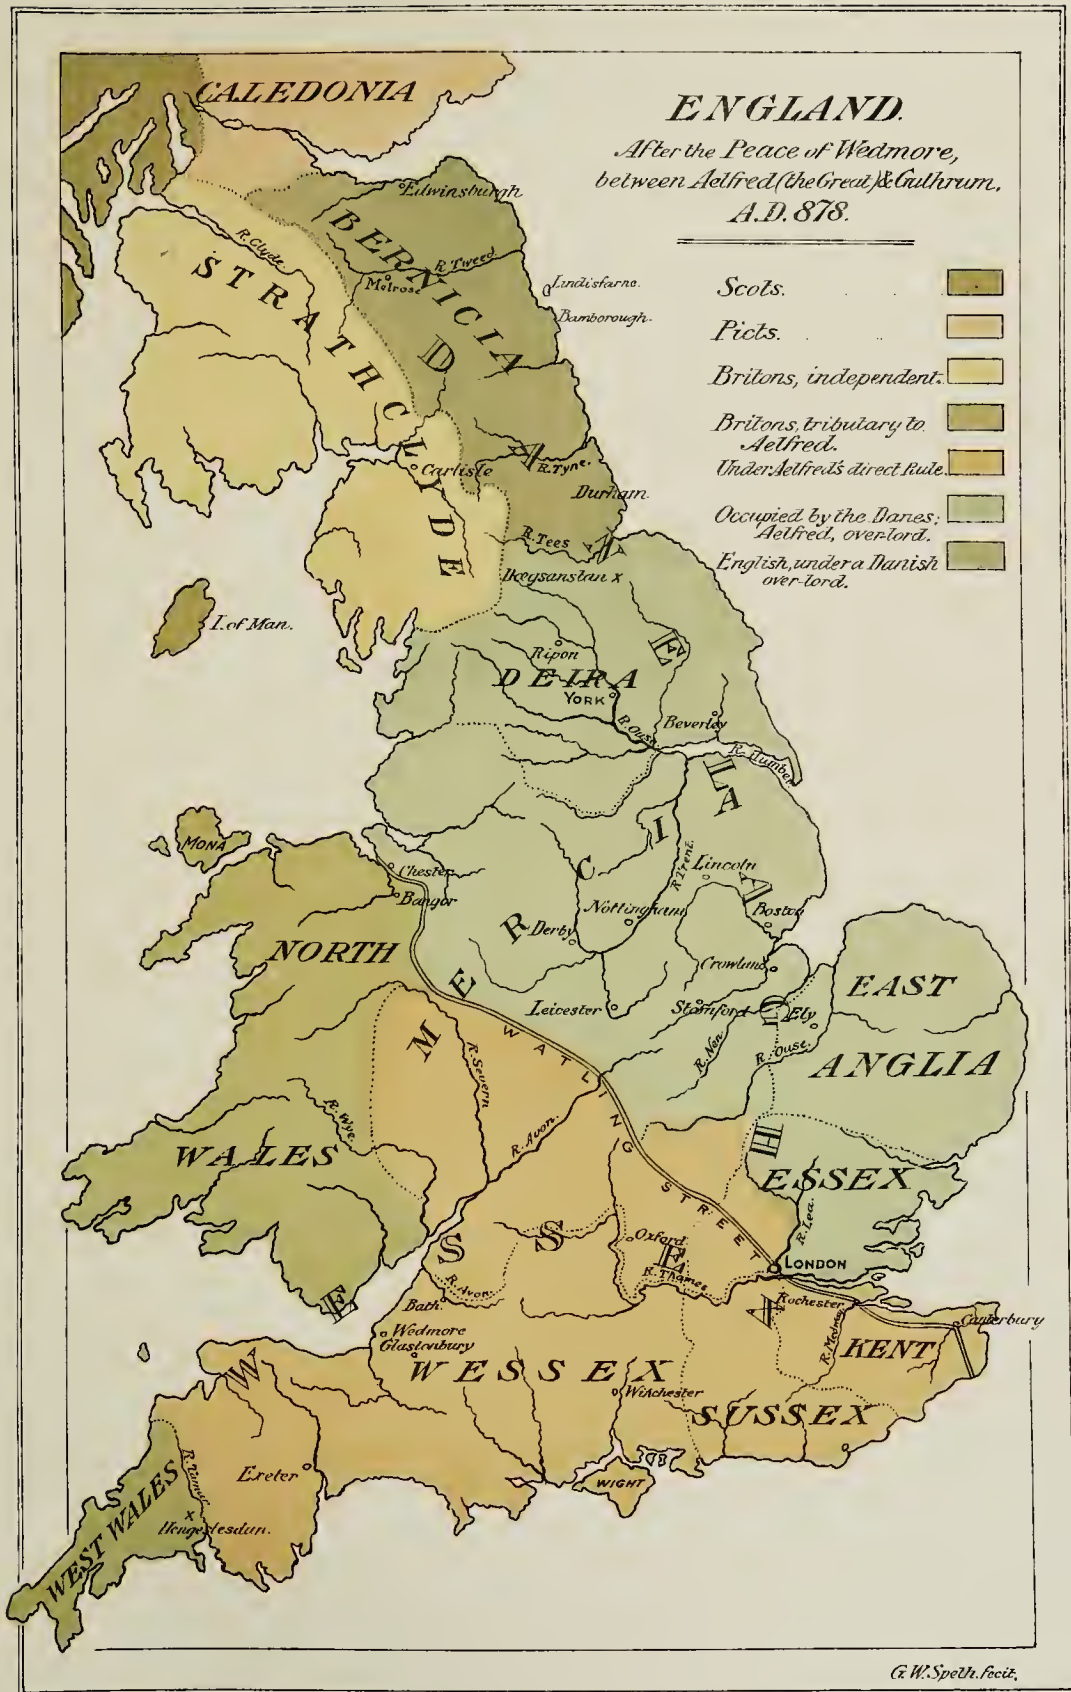 ENGLAND.
After the Peace of Wedmore,
between Aelfred (the Great) & Guthrum.
A.D. 878.
Scots.
Picts.
Britons, independent.
Britons, tributary to
Aelfred.
Under Aelfred's direct Rule.
Occupied by the Danes;
Aelfred, over-lord.
English, under a Danish
over-lord.
CALEDONIA
Edwinsburgh
BERNICIA
R. Clyde.
R. Tweed.
Melrose
Lindisfarne.
Bamborough.
STRATHCLYDE
Carlisle
R. Tyne.
Durham
R. Tees
Dægsanstan x
I. of Man.
Ripon
DEIRA
YORK
R. Ouse
Beverley
R. Humber
DANELAGH
MONA
Chester
Bangor
MERCIA
R. Trent.
Lincoln
Nottingham
Derby
Boston
NORTH
WALES
Crowland
Leicester
Stamford
Ely
EAST
ANGLIA
R. Nen.
R. Ouse.
WATLING STREET
R. Severn
R. Avon.
R. Wye.
ESSEX
R. Lea.
LONDON
Oxford
R. Thames
WESSEA
R. Avon.
Bath
Rochester
Canterbury
R. Medway
KENT
Wedmore
Glastonbury
WESSEX
Winchester
SUSSEX
WIGHT
Exeter
R. Tamar
x
Hengestesdun.
WEST WALES
G. W. Speth. fecit.